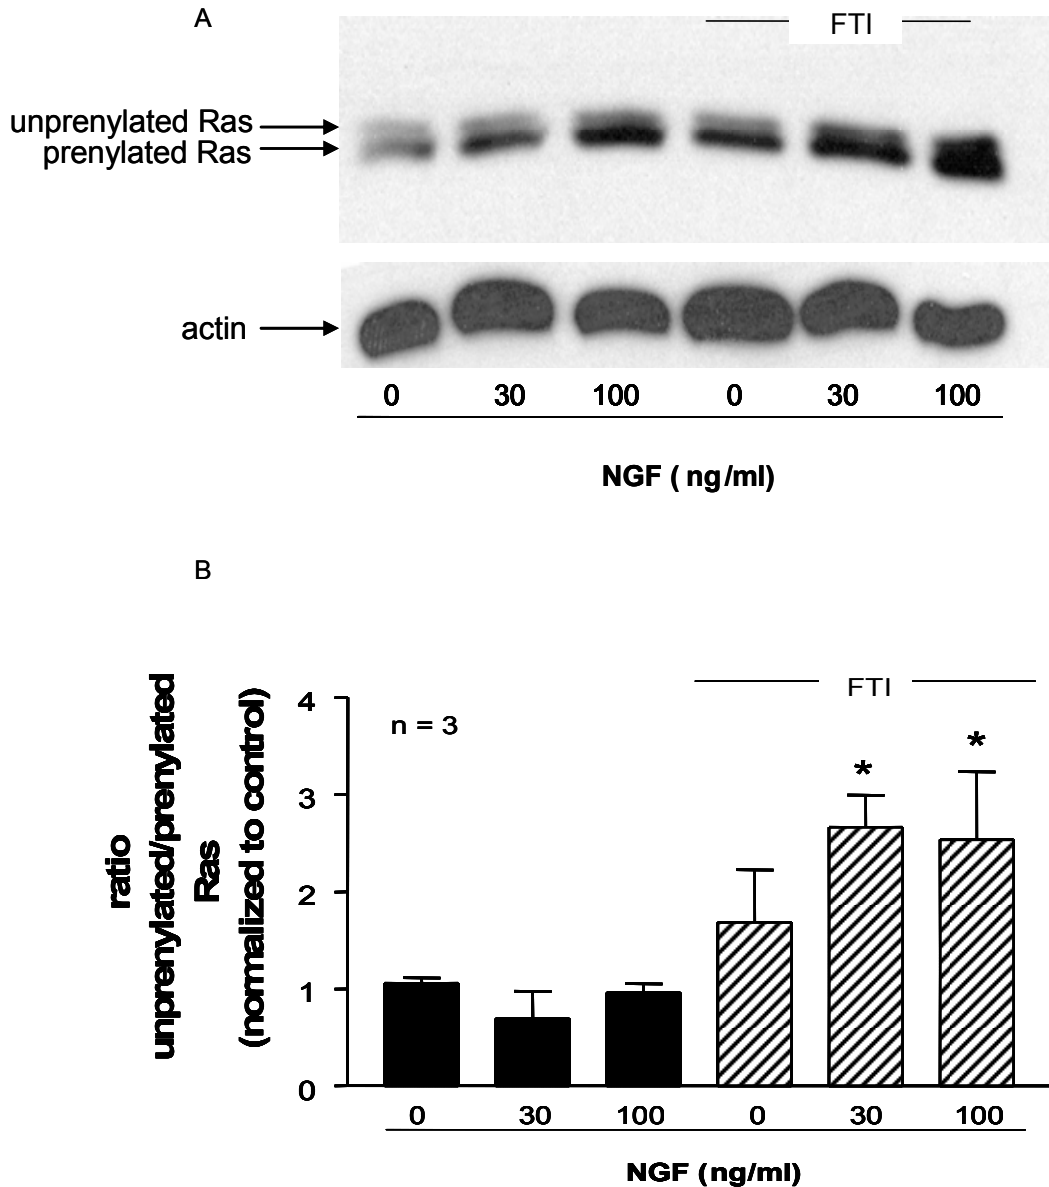 A
FTI
unprenylated Ras
prenylated Ras
actin
0 30 100 0 30 100
NGF ( ng/ml)
B
ratio
unprenylated/prenylated
Ras
(normalized to control)
FTI
n = 3
*
*
4
3
2
1
0
0 30 100 0 30 100
NGF (ng/ml)